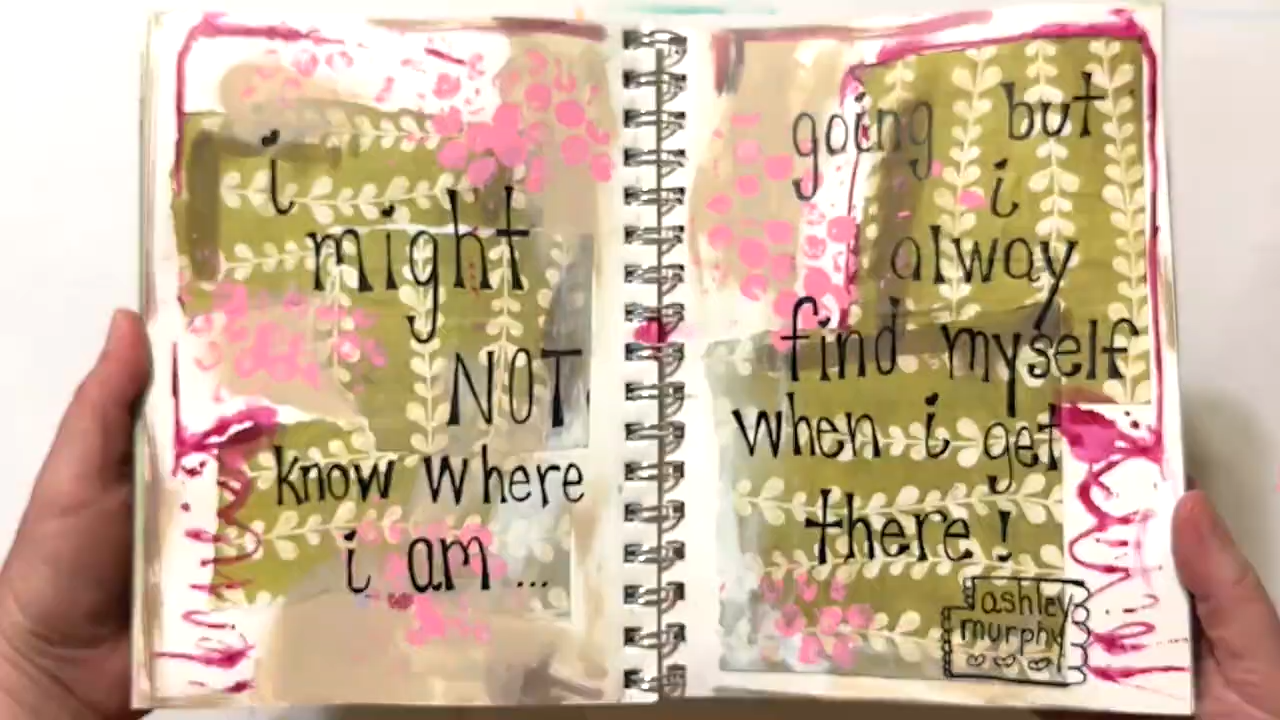 i
might
NOT
know where
i am...
going but
i
alway
find myself
when i get
there!
ashley
murphy